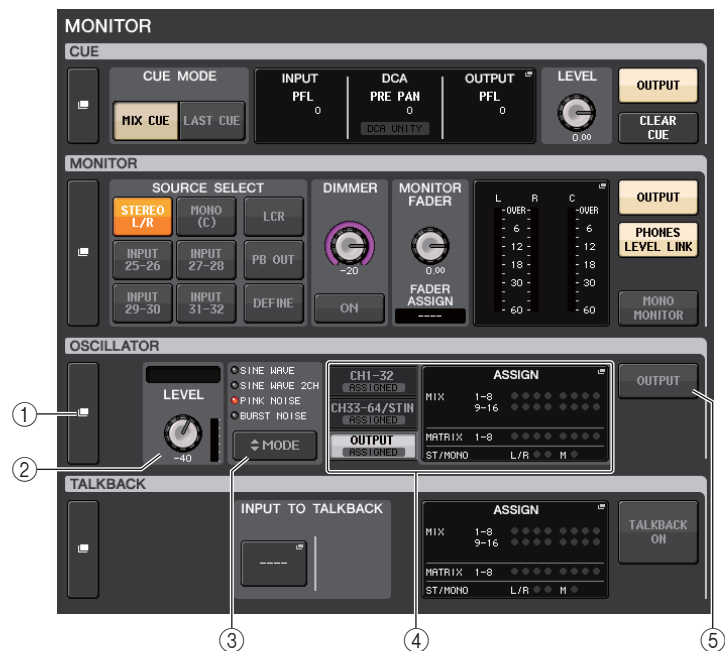 MONITOR
CUE
CUE MODE
MIX CUE
LAST CUE
INPUT
PFL
0
DCA
PRE PAN
0
DCA UNITY
OUTPUT
PFL
0
LEVEL
0.00
OUTPUT
CLEAR
CUE
MONITOR
SOURCE SELECT
STEREO
L/R
MONO
(C)
LCR
INPUT
25-26
INPUT
27-28
PB OUT
INPUT
29-30
INPUT
31-32
DEFINE
DIMMER
-20
ON
MONITOR
FADER
0.00
FADER
ASSIGN
----
L R C
-OVER- -OVER
- 6 - - 6
- 12 - - 12
- 18 - - 18
- 30 - - 30
- 60 - - 60
OUTPUT
PHONES
LEVEL LINK
MONO
MONITOR
OSCILLATOR
1
LEVEL
-40
2
SINE WAVE
SINE WAVE 2CH
PINK NOISE
BURST NOISE
MODE
CH1-32
ASSIGNED
CH33-64/STIN
ASSIGNED
OUTPUT
ASSIGNED
ASSIGN
MIX 1-8
9-16
MATRIX 1-8
ST/MONO L/R M
OUTPUT
TALKBACK
INPUT TO TALKBACK
----
ASSIGN
MIX 1-8
9-16
MATRIX 1-8
ST/MONO L/R M
TALKBACK
ON
3 4 5